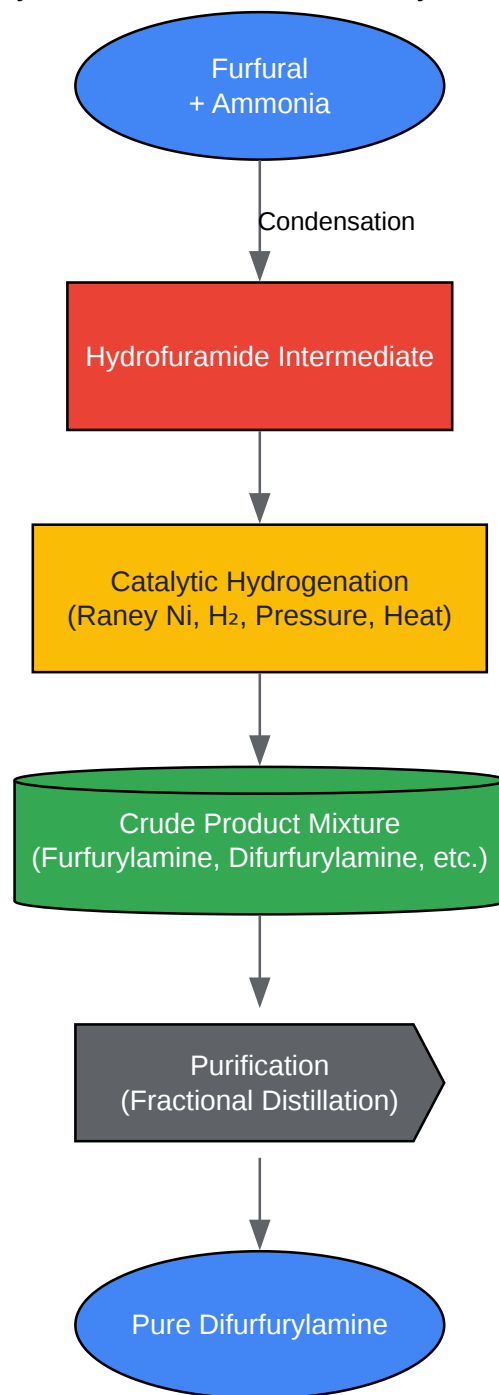 Furfural
+ Ammonia
Condensation
Hydrofuramide Intermediate
Catalytic Hydrogenation
(Raney Ni, H₂, Pressure, Heat)
Crude Product Mixture
(Furfurylamine, Difurfurylamine, etc.)
Purification
(Fractional Distillation)
Pure Difurfurylamine